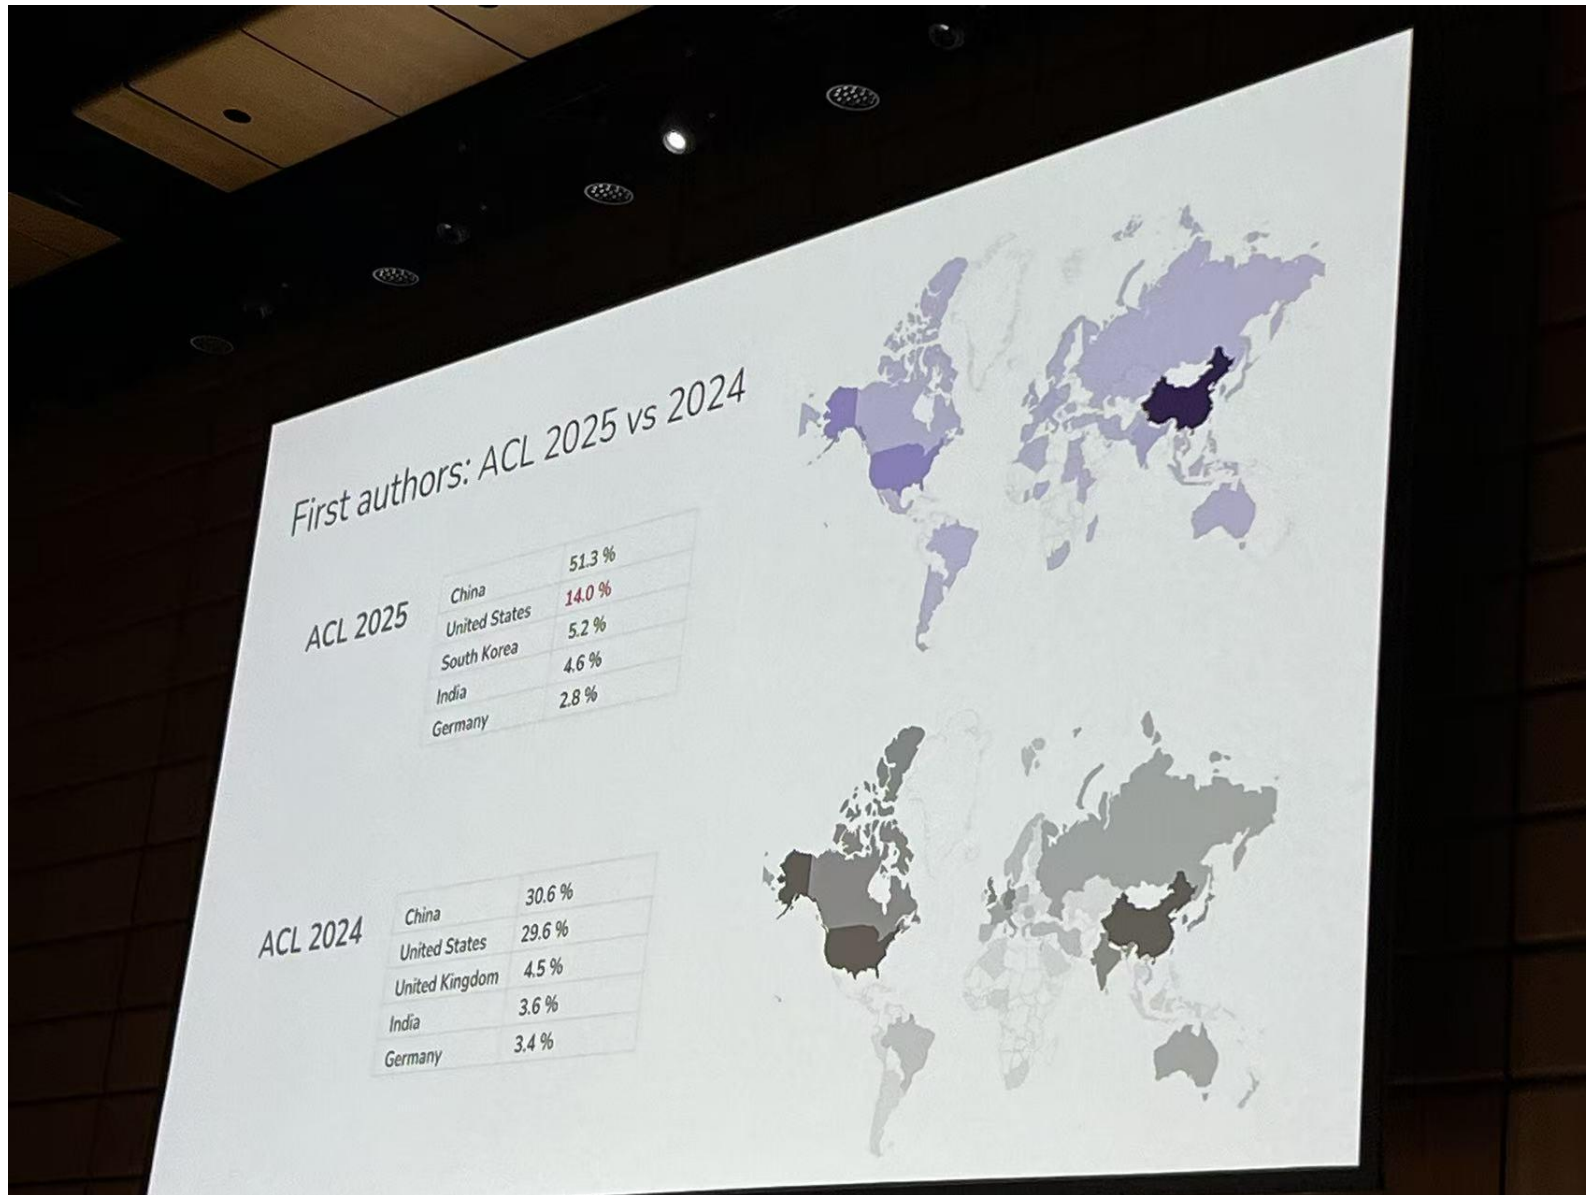 First authors: ACL 2025 vs 2024
ACL 2025
China 51.3 %
United States 14.0 %
South Korea 5.2 %
India 4.6 %
Germany 2.8 %
ACL 2024
China 30.6 %
United States 29.6 %
United Kingdom 4.5 %
India 3.6 %
Germany 3.4 %